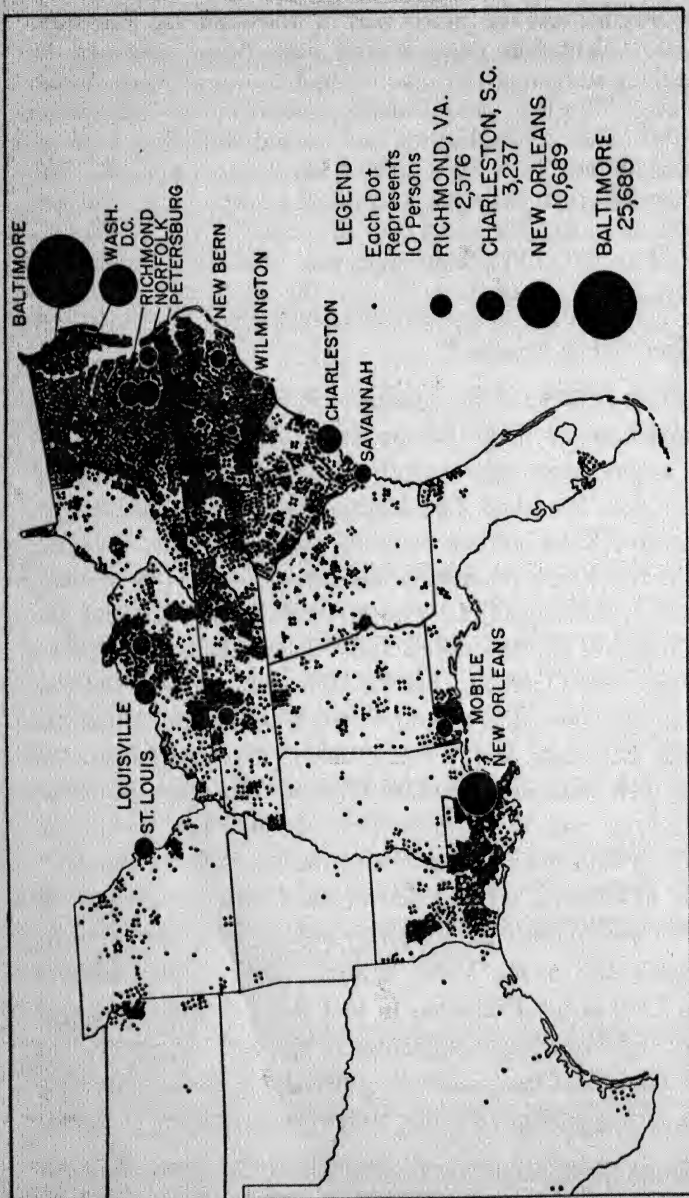 BALTIMORE
WASH.
D.C.
RICHMOND
NORFOLK
PETERSBURG
NEW BERN
WILMINGTON
CHARLESTON
SAVANNAH
LOUISVILLE
ST. LOUIS
MOBILE
NEW ORLEANS
LEGEND
Each Dot
Represents
10 Persons
RICHMOND, VA.
2,576
CHARLESTON, S.C.
3,237
NEW ORLEANS
10,689
BALTIMORE
25,680